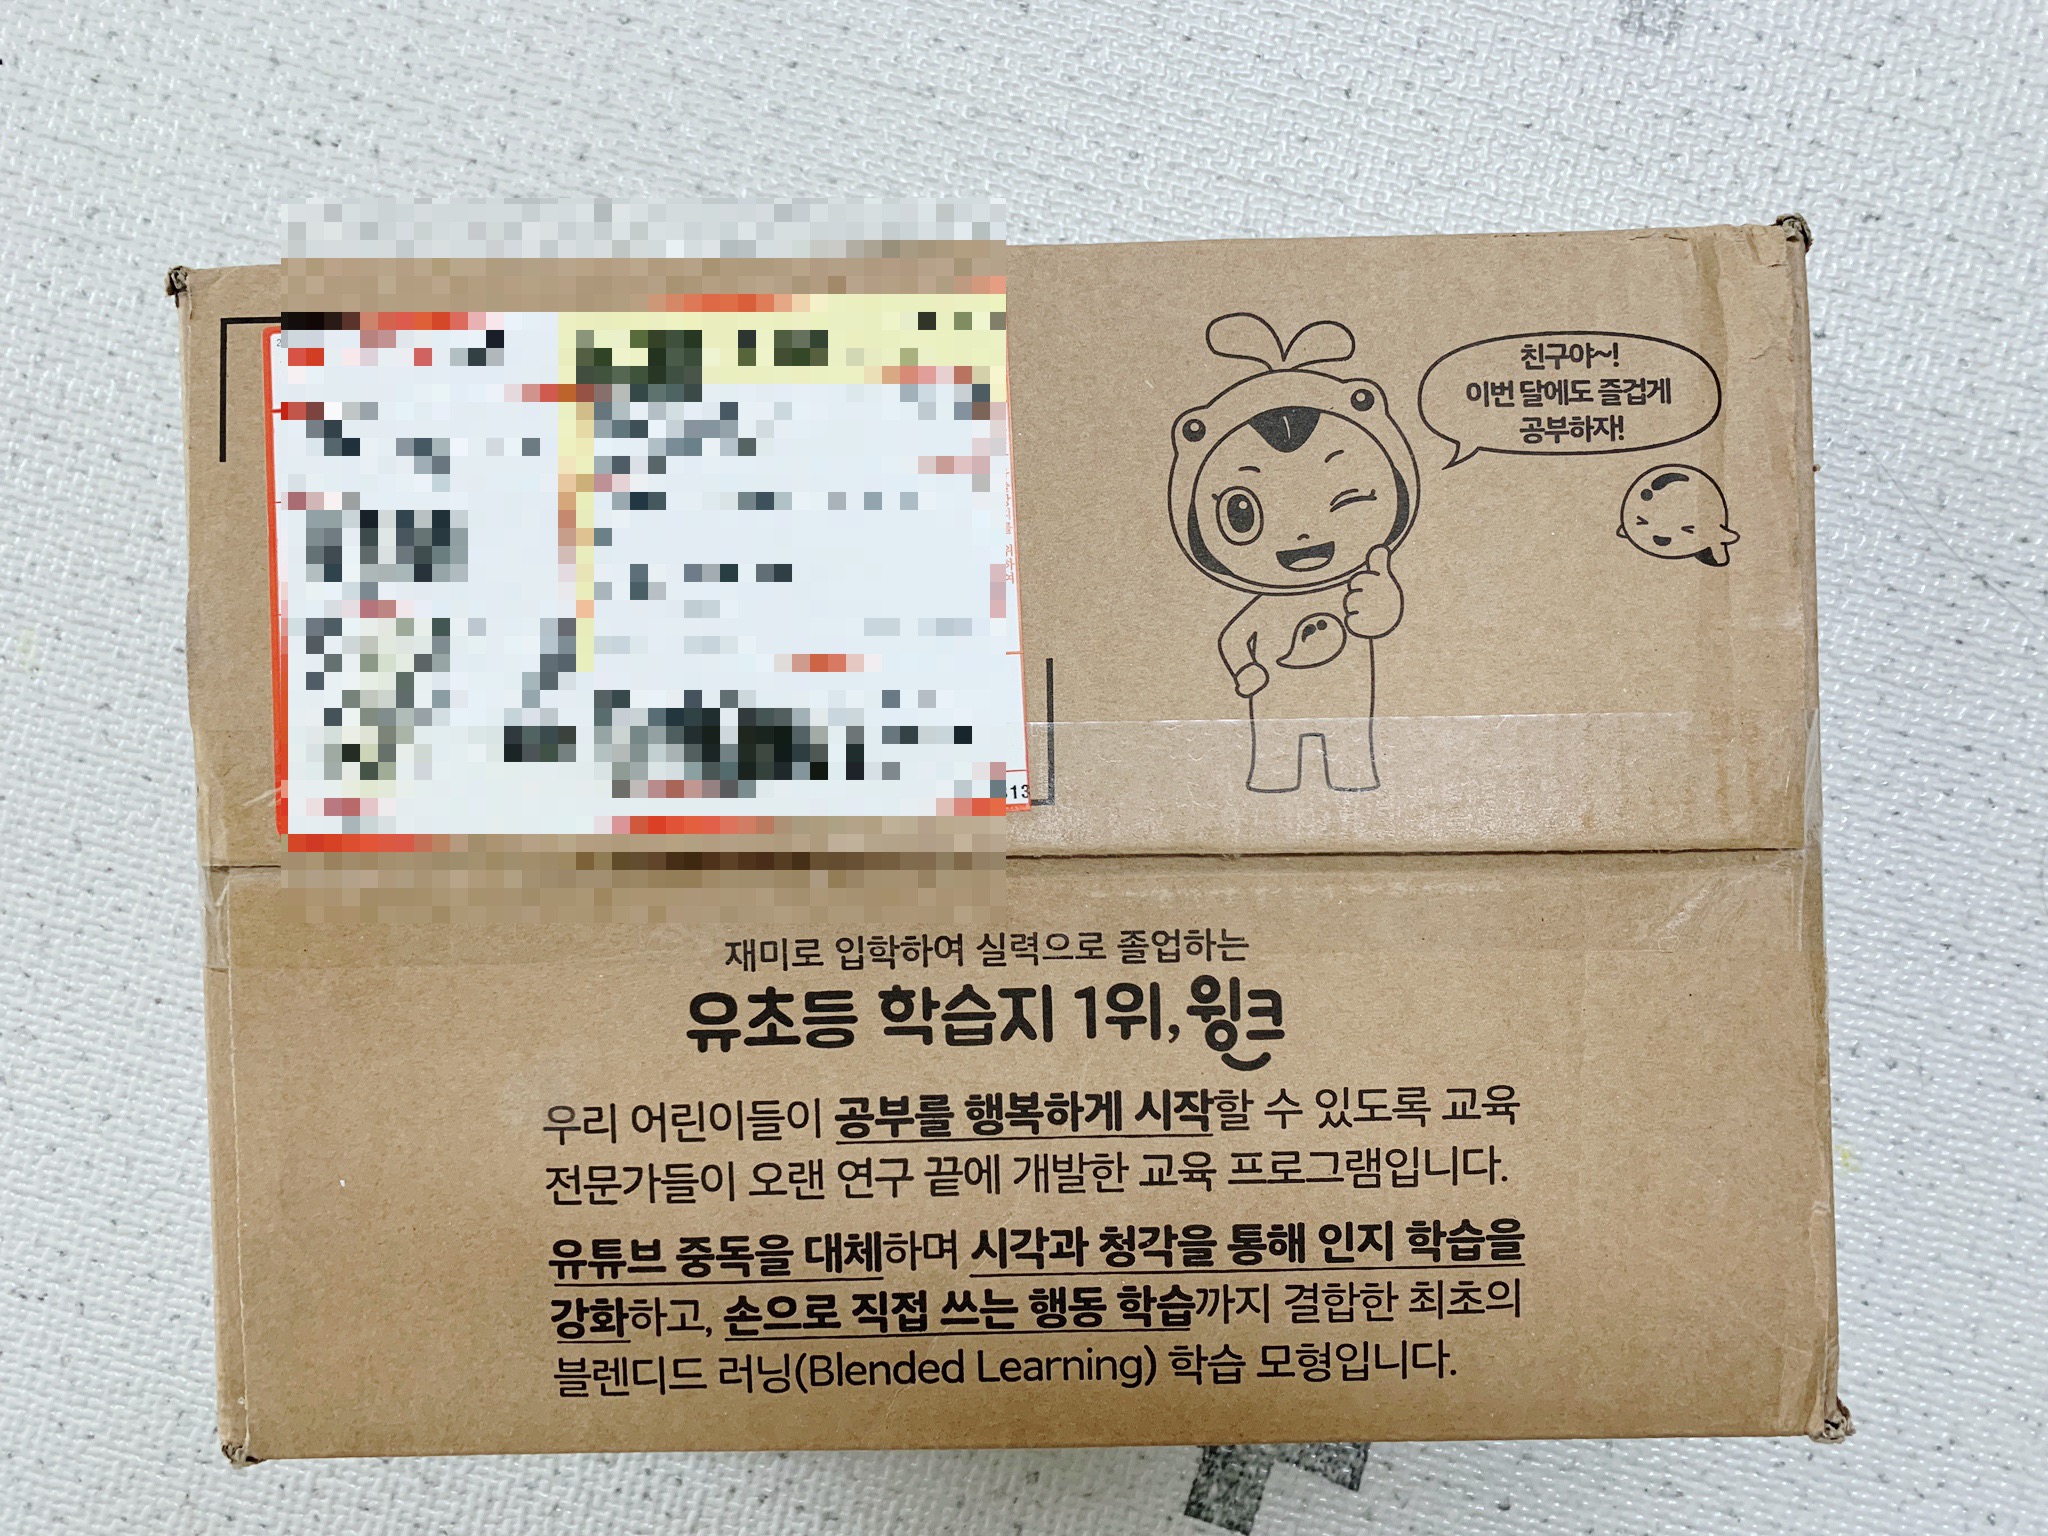 친구야~!
이번 달에도 즐겁게
공부하자!
13
재미로 입학하여 실력으로 졸업하는
유초등 학습지 1위, 윙크
우리 어린이들이 공부를 행복하게 시작할 수 있도록 교육
전문가들이 오랜 연구 끝에 개발한 교육 프로그램입니다.
유튜브 중독을 대체하며 시각과 청각을 통해 인지 학습을
강화하고, 손으로 직접 쓰는 행동 학습까지 결합한 최초의
블렌디드 러닝(Blended Learning) 학습 모형입니다.